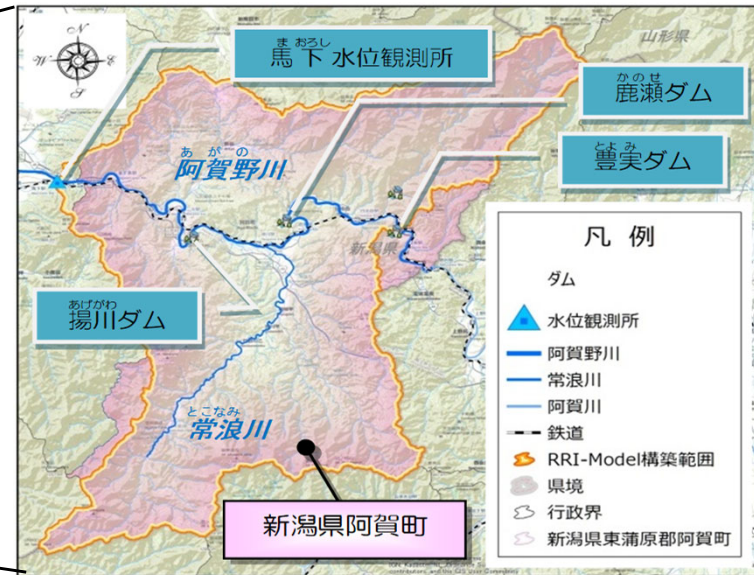 N
W
E
S
山形県
まおろし
馬下水位観測所
かのせ
鹿瀬ダム
とよみ
豊実ダム
あがの
阿賀野川
新潟県
あげがわ
揚川ダム
とこなみ
常浪川
新潟県阿賀町
凡例
ダム
水位観測所
阿賀野川
常浪川
阿賀川
鉄道
RRI-Model構築範囲
県境
行政界
新潟県東蒲原郡阿賀町